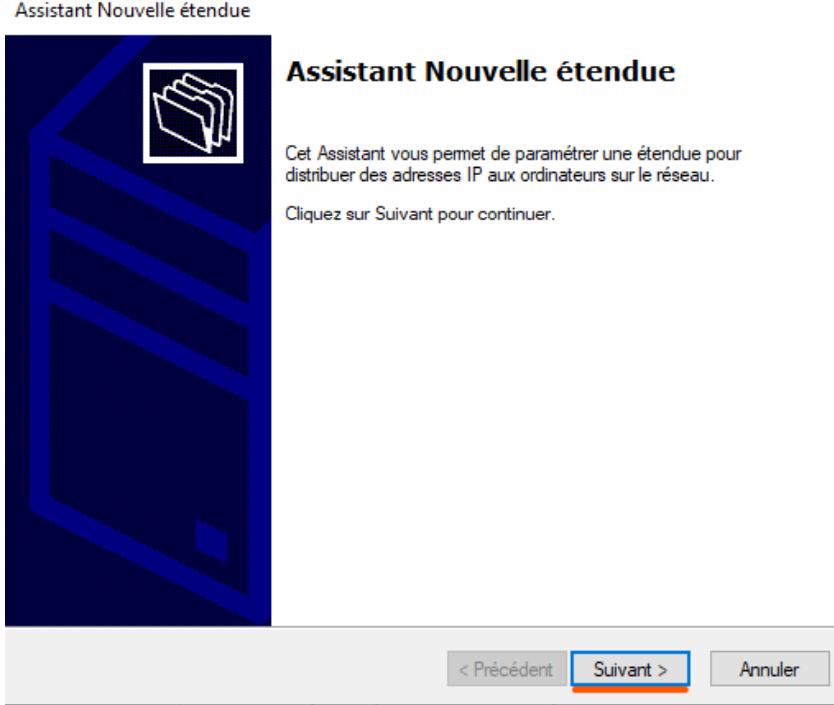 Assistant Nouvelle étendue
Assistant Nouvelle étendue
Cet Assistant vous permet de paramétrer une étendue pour
distribuer des adresses IP aux ordinateurs sur le réseau.
Cliquez sur Suivant pour continuer.
< Précédent Suivant > Annuler